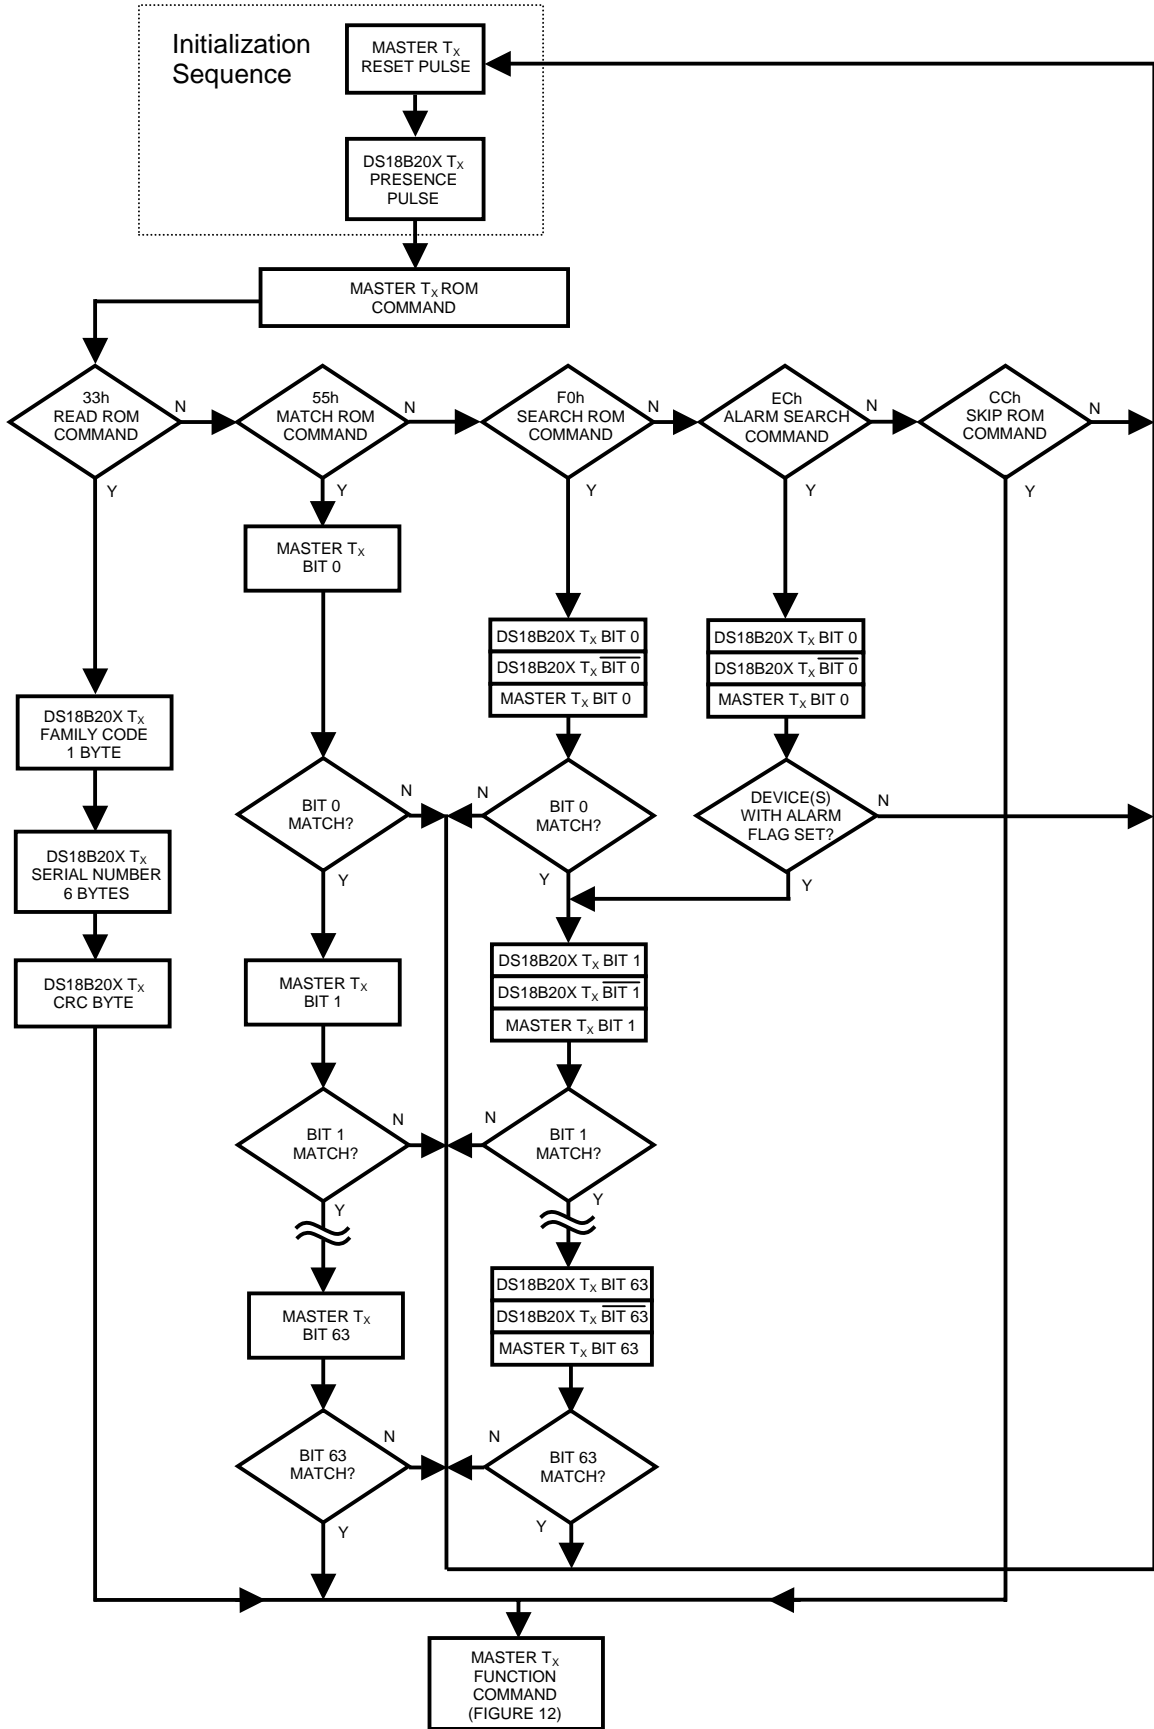 Initialization
Sequence
MASTER TX
RESET PULSE
DS18B20X TX
PRESENCE
PULSE
MASTER TX ROM
COMMAND
33h
READ ROM
COMMAND
N
Y
55h
MATCH ROM
COMMAND
N
Y
F0h
SEARCH ROM
COMMAND
N
Y
ECh
ALARM SEARCH
COMMAND
N
Y
CCh
SKIP ROM
COMMAND
N
Y
MASTER TX
BIT 0
DS18B20X TX BIT 0
DS18B20X TX BIT 0
MASTER TX BIT 0
DS18B20X TX BIT 0
DS18B20X TX BIT 0
MASTER TX BIT 0
DS18B20X TX
FAMILY CODE
1 BYTE
BIT 0
MATCH?
N
Y
N
BIT 0
MATCH?
Y
DEVICE(S)
WITH ALARM
FLAG SET?
N
Y
DS18B20X TX
SERIAL NUMBER
6 BYTES
DS18B20X TX
CRC BYTE
MASTER TX
BIT 1
DS18B20X TX BIT 1
DS18B20X TX BIT 1
MASTER TX BIT 1
BIT 1
MATCH?
N
Y
N
BIT 1
MATCH?
Y
MASTER TX
BIT 63
DS18B20X TX BIT 63
DS18B20X TX BIT 63
MASTER TX BIT 63
BIT 63
MATCH?
N
Y
N
BIT 63
MATCH?
Y
MASTER TX
FUNCTION
COMMAND
(FIGURE 12)